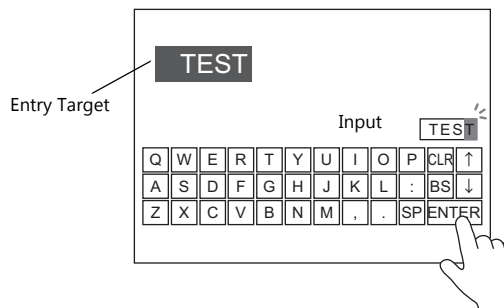 TEST
Entry Target
Input
TEST
Q W E R T Y U I O P CLR ↑
A S D F G H J K L : BS ↓
Z X C V B N M , . SP ENTER